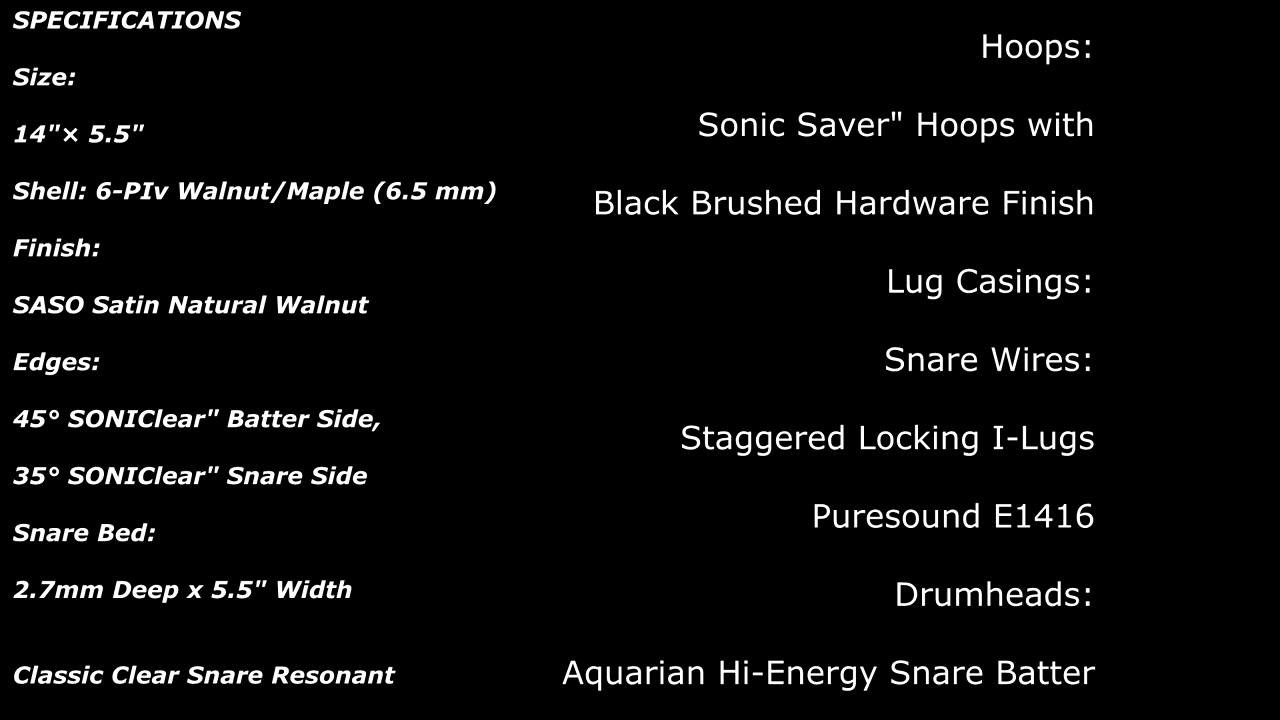 SPECIFICATIONS
Size:
14"× 5.5"
Shell: 6-PIv Walnut/Maple (6.5 mm)
Finish:
SASO Satin Natural Walnut
Edges:
45° SONIClear" Batter Side,
35° SONIClear" Snare Side
Snare Bed:
2.7mm Deep x 5.5" Width
Classic Clear Snare Resonant
Hoops:
Sonic Saver" Hoops with
Black Brushed Hardware Finish
Lug Casings:
Snare Wires:
Staggered Locking I-Lugs
Puresound E1416
Drumheads:
Aquarian Hi-Energy Snare Batter